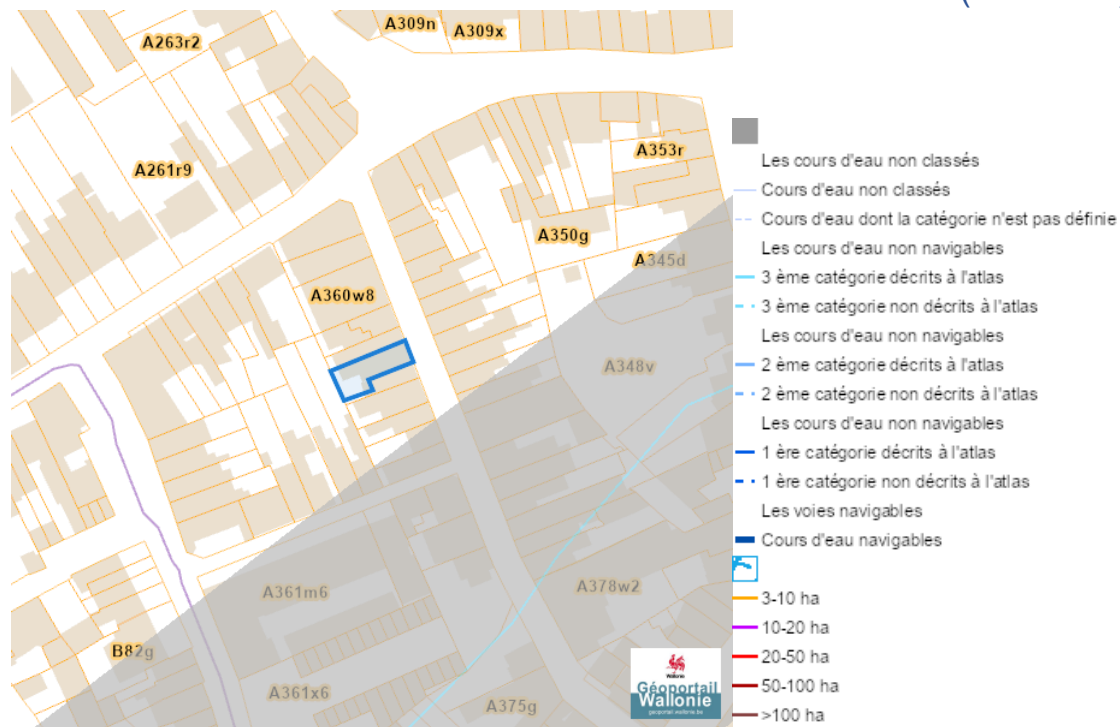 A309n
A309x
A263r2
A353r
A261r9
A350g
A345d
A360w8
A348v
A361m6
A378w2
B82g
A361x6
A375g
Wallonie
Géoportail
Wallonie
geoportail.wallonie.be
(
Les cours d'eau non classés
Cours d'eau non classés
Cours d'eau dont la catégorie n'est pas définie
Les cours d'eau non navigables
3 ème catégorie décrits à l'atlas
3 ème catégorie non décrits à l'atlas
Les cours d'eau non navigables
2 ème catégorie décrits à l'atlas
2 ème catégorie non décrits à l'atlas
Les cours d'eau non navigables
1 ère catégorie décrits à l'atlas
1 ère catégorie non décrits à l'atlas
Les voies navigables
Cours d'eau navigables
3-10 ha
10-20 ha
20-50 ha
50-100 ha
>100 ha